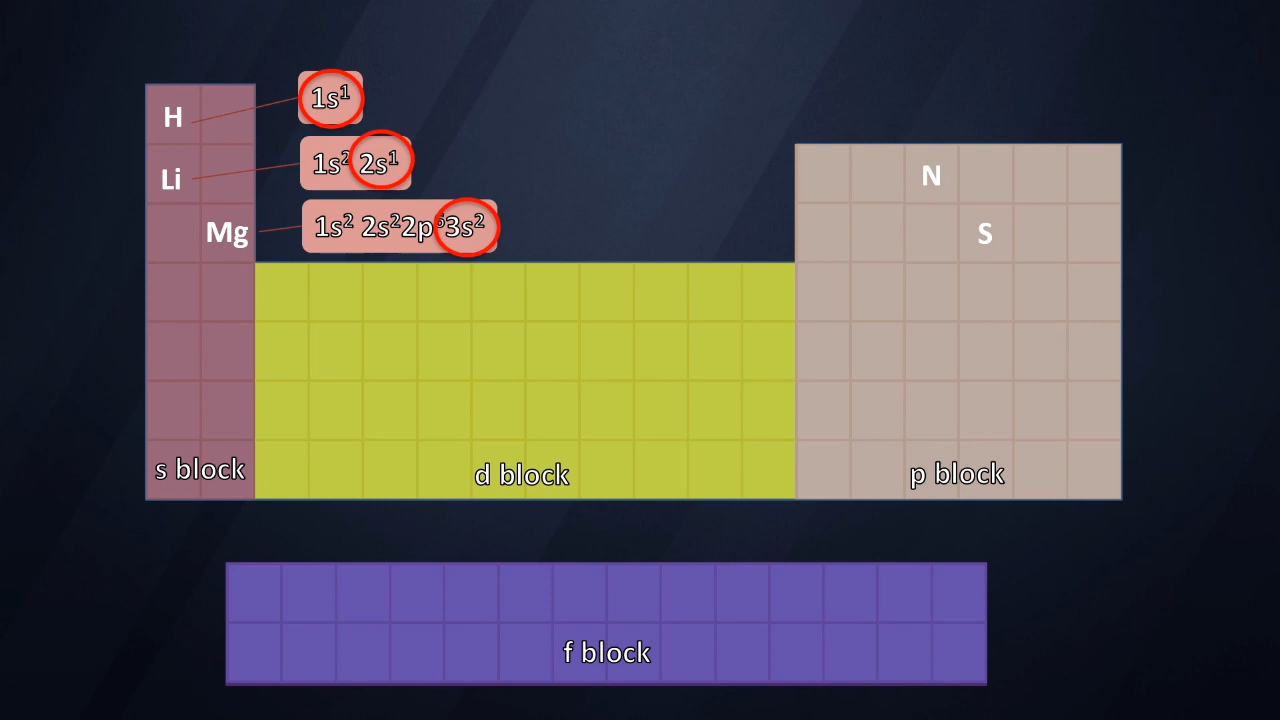 H
1s¹
Li
1s² 2s¹
Mg
1s² 2s²2p⁶3s²
N
S
s block
d block
p block
f block